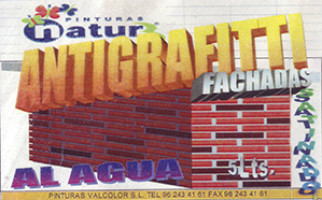 PINTURAS
natur
ANTIGRAFITTI
FACHADAS
SATINADO
AL AGUA
5Lts.
PINTURAS VALCOLOR S.L. TEL 96 243 41 61 FAX 96 243 41 61